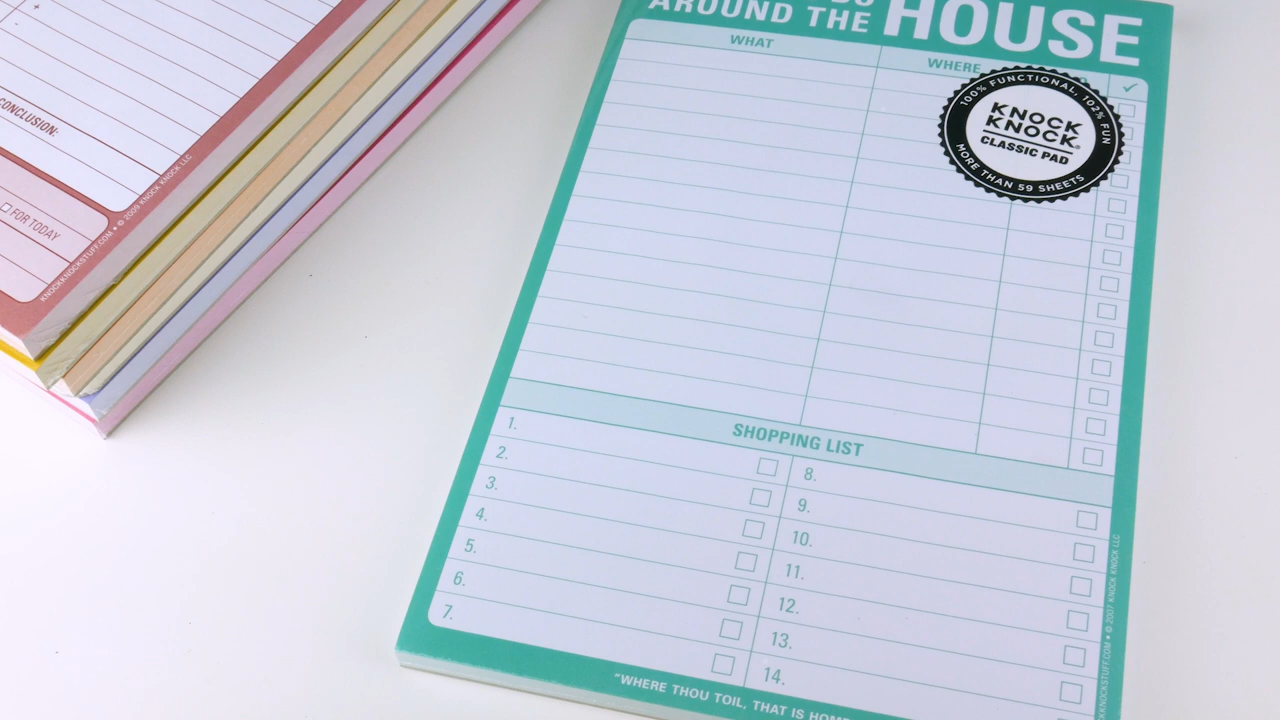 CONCLUSION:
FOR TODAY
KNOCKKNOCKSTUFF.COM • © 2009 KNOCK KNOCK LLC
AROUND THE HOUSE
WHAT
WHERE
100% FUNCTIONAL, 102% FUN
KNOCK
KNOCK®
CLASSIC PAD
MORE THAN 59 SHEETS
SHOPPING LIST
1.
2.
3.
4.
5.
6.
7.
8.
9.
10.
11.
12.
13.
14.
KNOCKSTUFF.COM • © 2007 KNOCK KNOCK LLC
"WHERE THOU TOIL, THAT IS